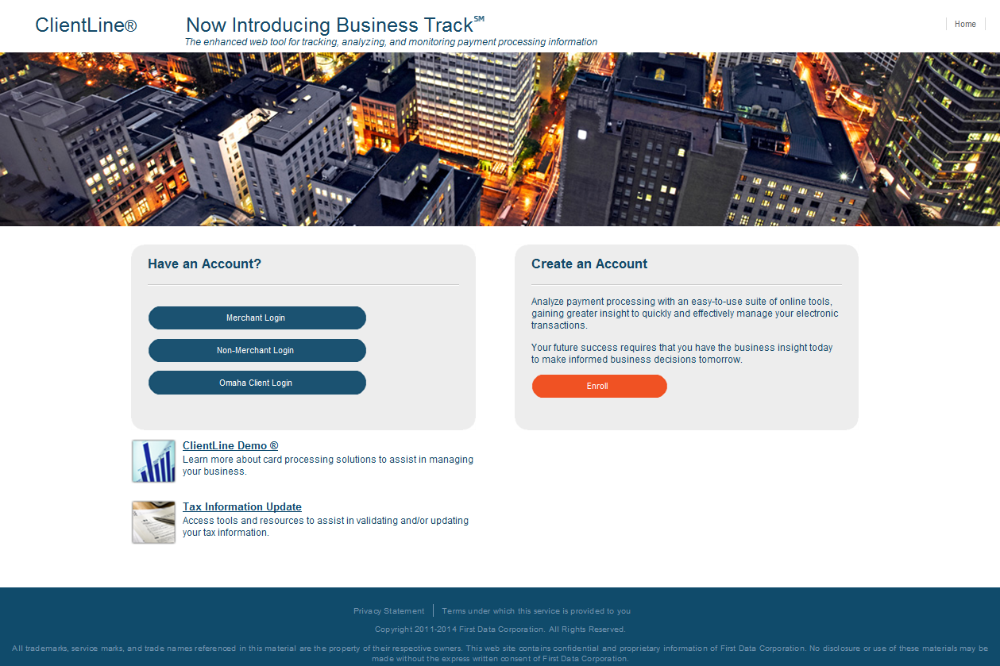 ClientLine®
Now Introducing Business Track℠
Home
The enhanced web tool for tracking, analyzing, and monitoring payment processing information
Have an Account?
Merchant Login
Non-Merchant Login
Omaha Client Login
Create an Account
Analyze payment processing with an easy-to-use suite of online tools,
gaining greater insight to quickly and effectively manage your electronic
transactions.
Your future success requires that you have the business insight today
to make informed business decisions tomorrow.
Enroll
ClientLine Demo ®
Learn more about card processing solutions to assist in managing
your business.
Tax Information Update
Access tools and resources to assist in validating and/or updating
your tax information.
Privacy Statement
Terms under which this service is provided to you
Copyright 2011-2014 First Data Corporation. All Rights Reserved.
All trademarks, service marks, and trade names referenced in this material are the property of their respective owners. This web site contains confidential and proprietary information of First Data Corporation. No disclosure or use of these materials may be
made without the express written consent of First Data Corporation.